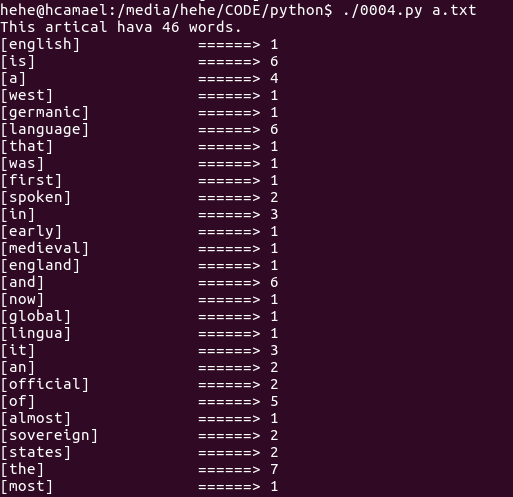 hehe@hcamael:/media/hehe/CODE/python$ ./0004.py a.txt
This artical hava 46 words.
[english] ======> 1
[is] ======> 6
[a] ======> 4
[west] ======> 1
[germanic] ======> 1
[language] ======> 6
[that] ======> 1
[was] ======> 1
[first] ======> 1
[spoken] ======> 2
[in] ======> 3
[early] ======> 1
[medieval] ======> 1
[england] ======> 1
[and] ======> 6
[now] ======> 1
[global] ======> 1
[lingua] ======> 1
[it] ======> 3
[an] ======> 2
[official] ======> 2
[of] ======> 5
[almost] ======> 1
[sovereign] ======> 2
[states] ======> 2
[the] ======> 7
[most] ======> 1